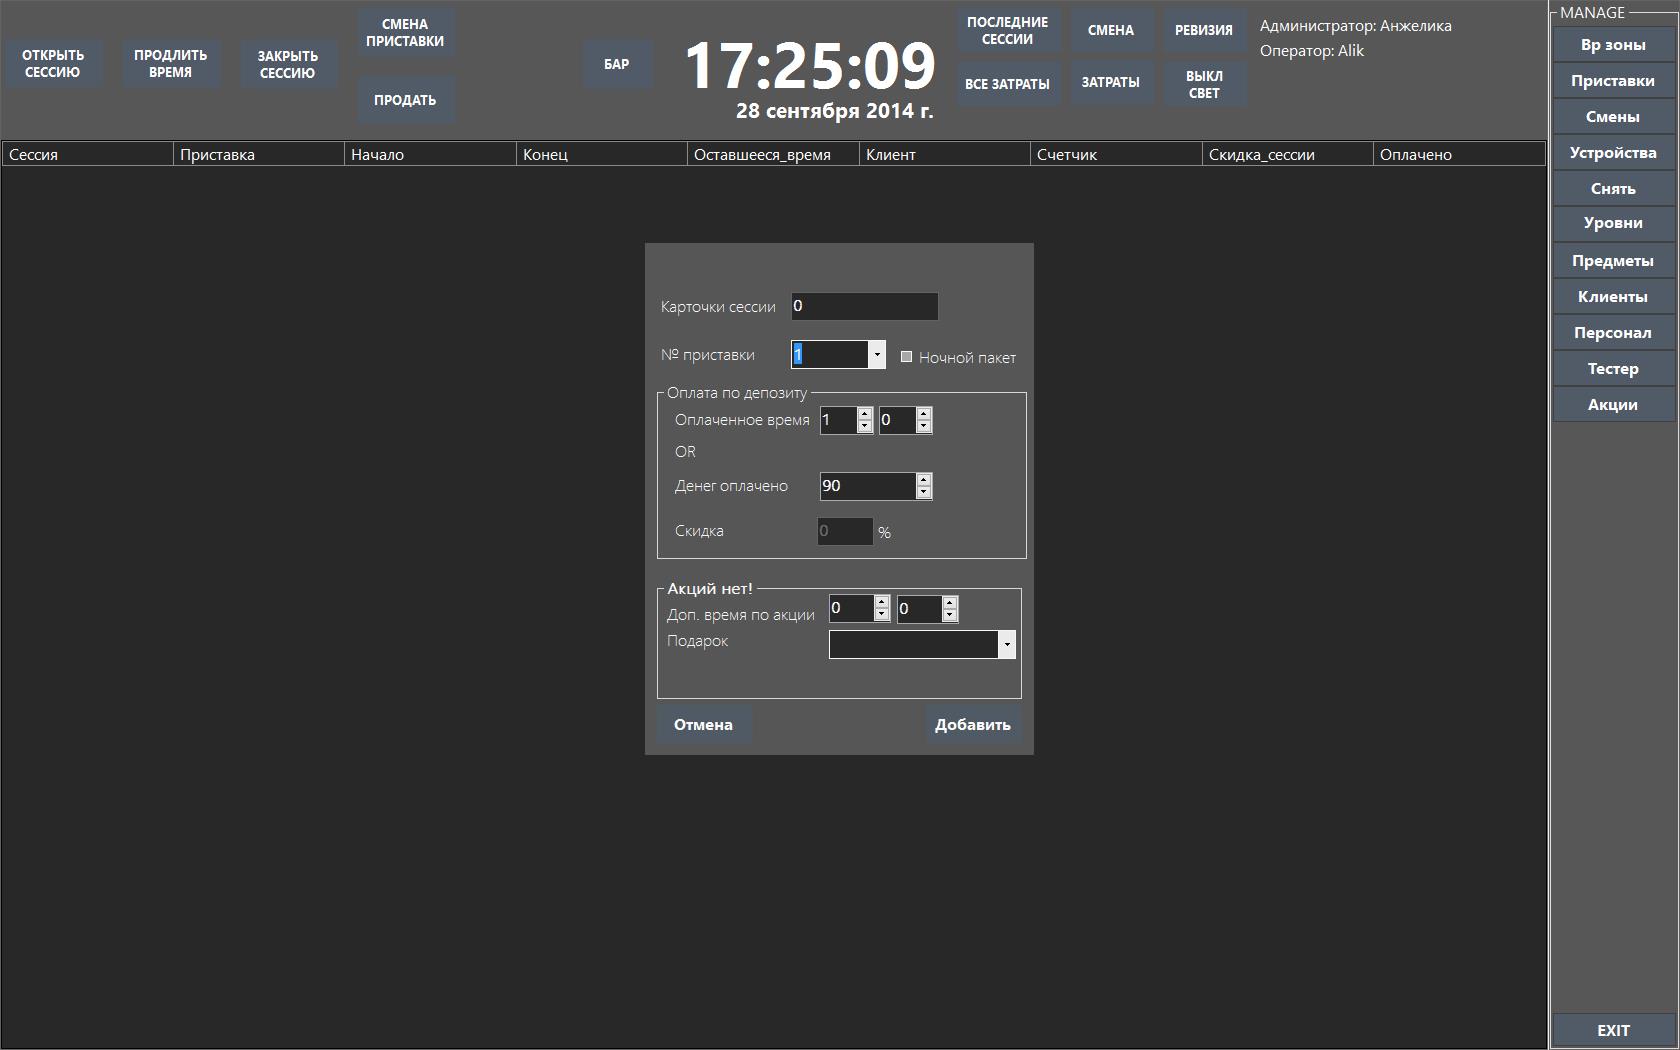 ОТКРЫТЬ
СЕССИЮ
ПРОДЛИТЬ
ВРЕМЯ
ЗАКРЫТЬ
СЕССИЮ
СМЕНА
ПРИСТАВКИ
ПРОДАТЬ
БАР
17:25:09
28 сентября 2014 г.
ПОСЛЕДНИЕ
СЕССИИ
СМЕНА
РЕВИЗИЯ
ВСЕ ЗАТРАТЫ
ЗАТРАТЫ
ВЫКЛ
СВЕТ
Администратор: Анжелика
Оператор: Alik
Сессия Приставка Начало Конец Оставшееся_время Клиент Счетчик Скидка_сессии Оплачено
Карточки сессии 0
№ приставки 1 Ночной пакет
Оплата по депозиту
Оплаченное время 1 0
OR
Денег оплачено 90
Скидка 0 %
Акций нет!
Доп. время по акции 0 0
Подарок
Отмена Добавить
MANAGE
Вр зоны
Приставки
Смены
Устройства
Снять
Уровни
Предметы
Клиенты
Персонал
Тестер
Акции
EXIT